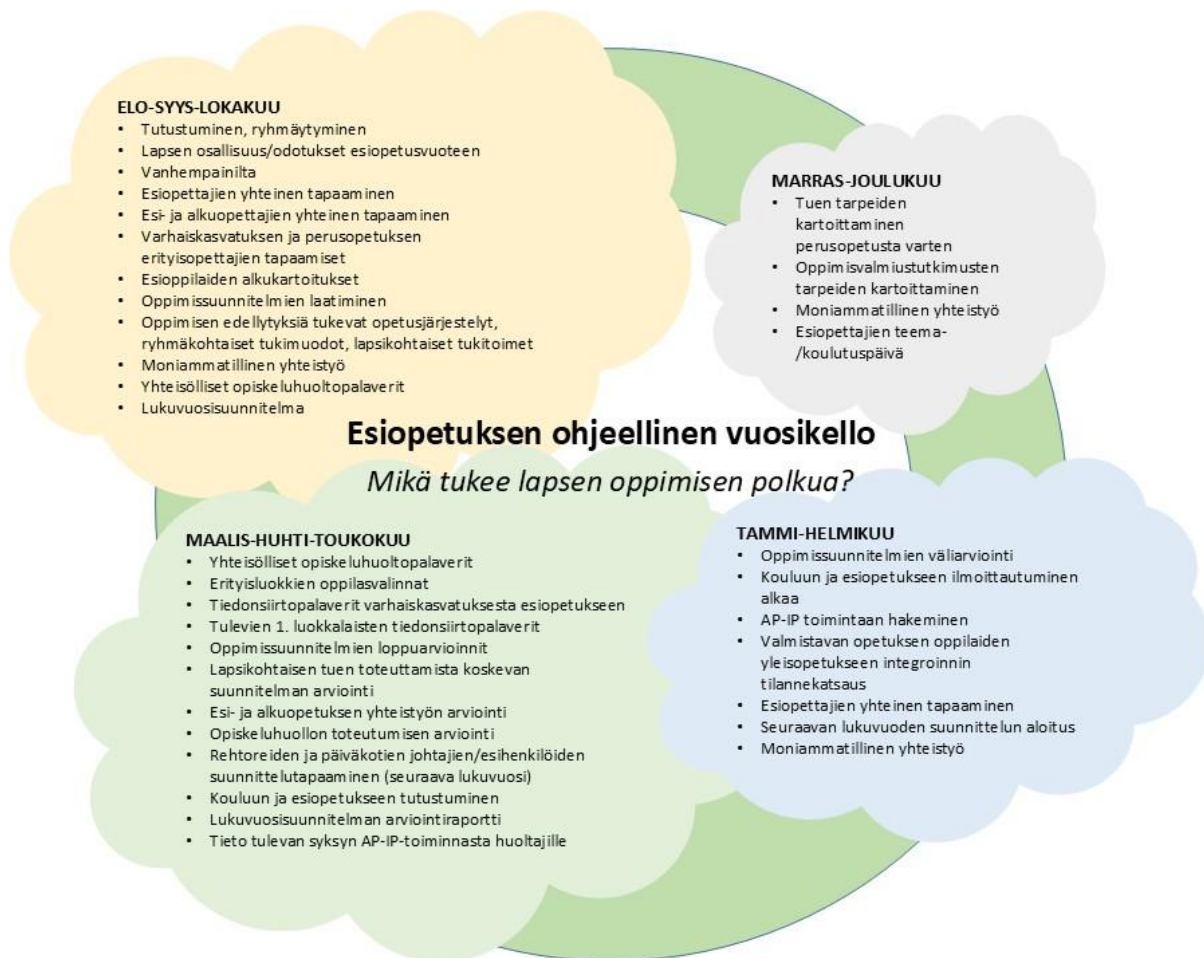 ELO-SYYS-LOKAKUU
• Tutustuminen, ryhmäytyminen
• Lapsen osallisuus/odotukset esiopetusvuoteen
• Vanhempainilta
• Esiopettajien yhteinen tapaaminen
• Esi- ja alkuopettajien yhteinen tapaaminen
• Varhaiskasvatuksen ja perusopetuksen
erityisopettajien tapaamiset
• Esioppilaiden alkukartoitukset
• Oppimissuunnitelmien laatiminen
• Oppimisen edellytyksiä tukevat opetusjärjestelyt,
ryhmäkohtaiset tukimuodot, lapsikohtaiset tukitoimet
• Moniammatillinen yhteistyö
• Yhteisölliset opiskeluhuoltopalaverit
• Lukuvuosisuunnitelma
MARRAS-JOULUKUU
• Tuen tarpeiden
kartoittaminen
perusopetusta varten
• Oppimisvalmiustutkimusten
tarpeiden kartoittaminen
• Moniammatillinen yhteistyö
• Esiopettajien teema-
/koulutuspäivä
Esiopetuksen ohjeellinen vuosikello
Mikä tukee lapsen oppimisen polkua?
MAALIS-HUHTI-TOUKOKUU
• Yhteisölliset opiskeluhuoltopalaverit
• Erityisluokkien oppilasvalinnat
• Tiedonsiirtopalaverit varhaiskasvatuksesta esiopetukseen
• Tulevien 1. luokkalaisten tiedonsiirtopalaverit
• Oppimissuunnitelmien loppuarvioinnit
• Lapsikohtaisen tuen toteuttamista koskevan
suunnitelman arviointi
• Esi- ja alkuopetuksen yhteistyön arviointi
• Opiskeluhuollon toteutumisen arviointi
• Rehtoreiden ja päiväkotien johtajien/esihenkilöiden
suunnittelutapaaminen (seuraava lukuvuosi)
• Kouluun ja esiopetukseen tutustuminen
• Lukuvuosisuunnitelman arviointiraportti
• Tieto tulevan syksyn AP-IP-toiminnasta huoltajille
TAMMI-HELMIKUU
• Oppimissuunnitelmien väliarviointi
• Kouluun ja esiopetukseen ilmoittautuminen
alkaa
• AP-IP toimintaan hakeminen
• Valmistavan opetuksen oppilaiden
yleisopetukseen integroinnin
tilannekatsaus
• Esiopettajien yhteinen tapaaminen
• Seuraavan lukuvuoden suunnittelun aloitus
• Moniammatillinen yhteistyö